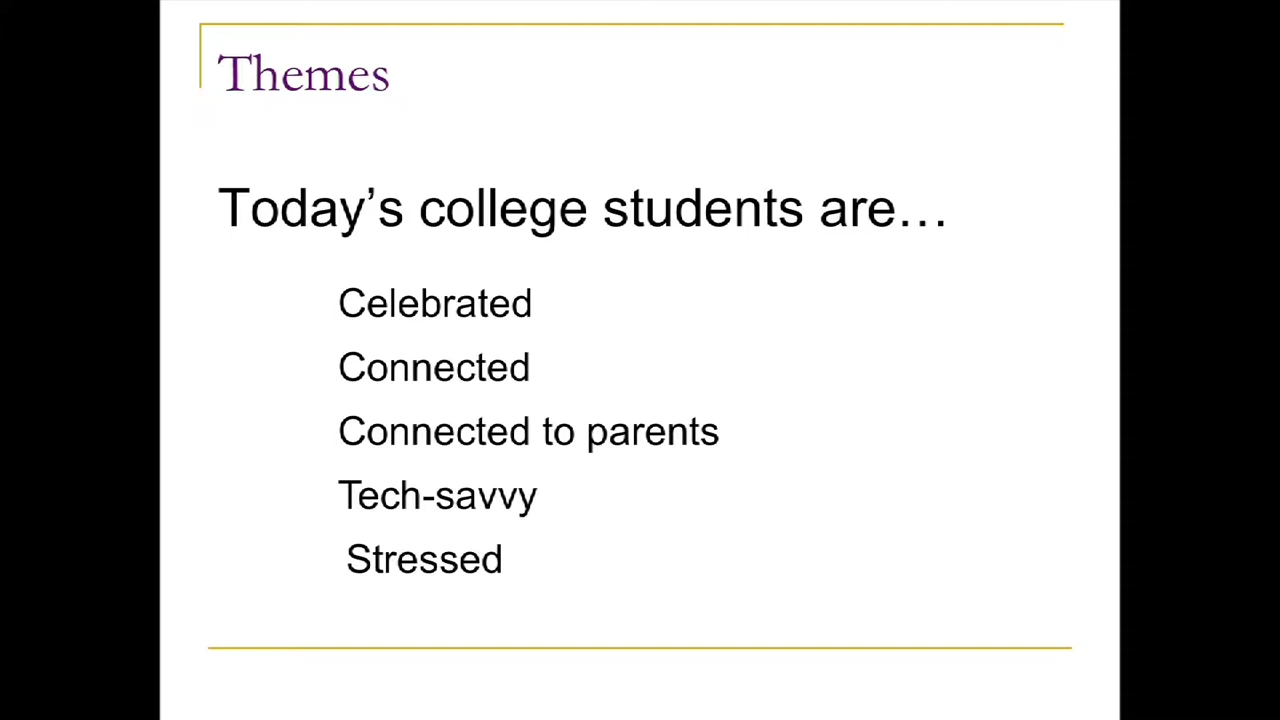 Themes
Today’s college students are…
Celebrated
Connected
Connected to parents
Tech-savvy
Stressed